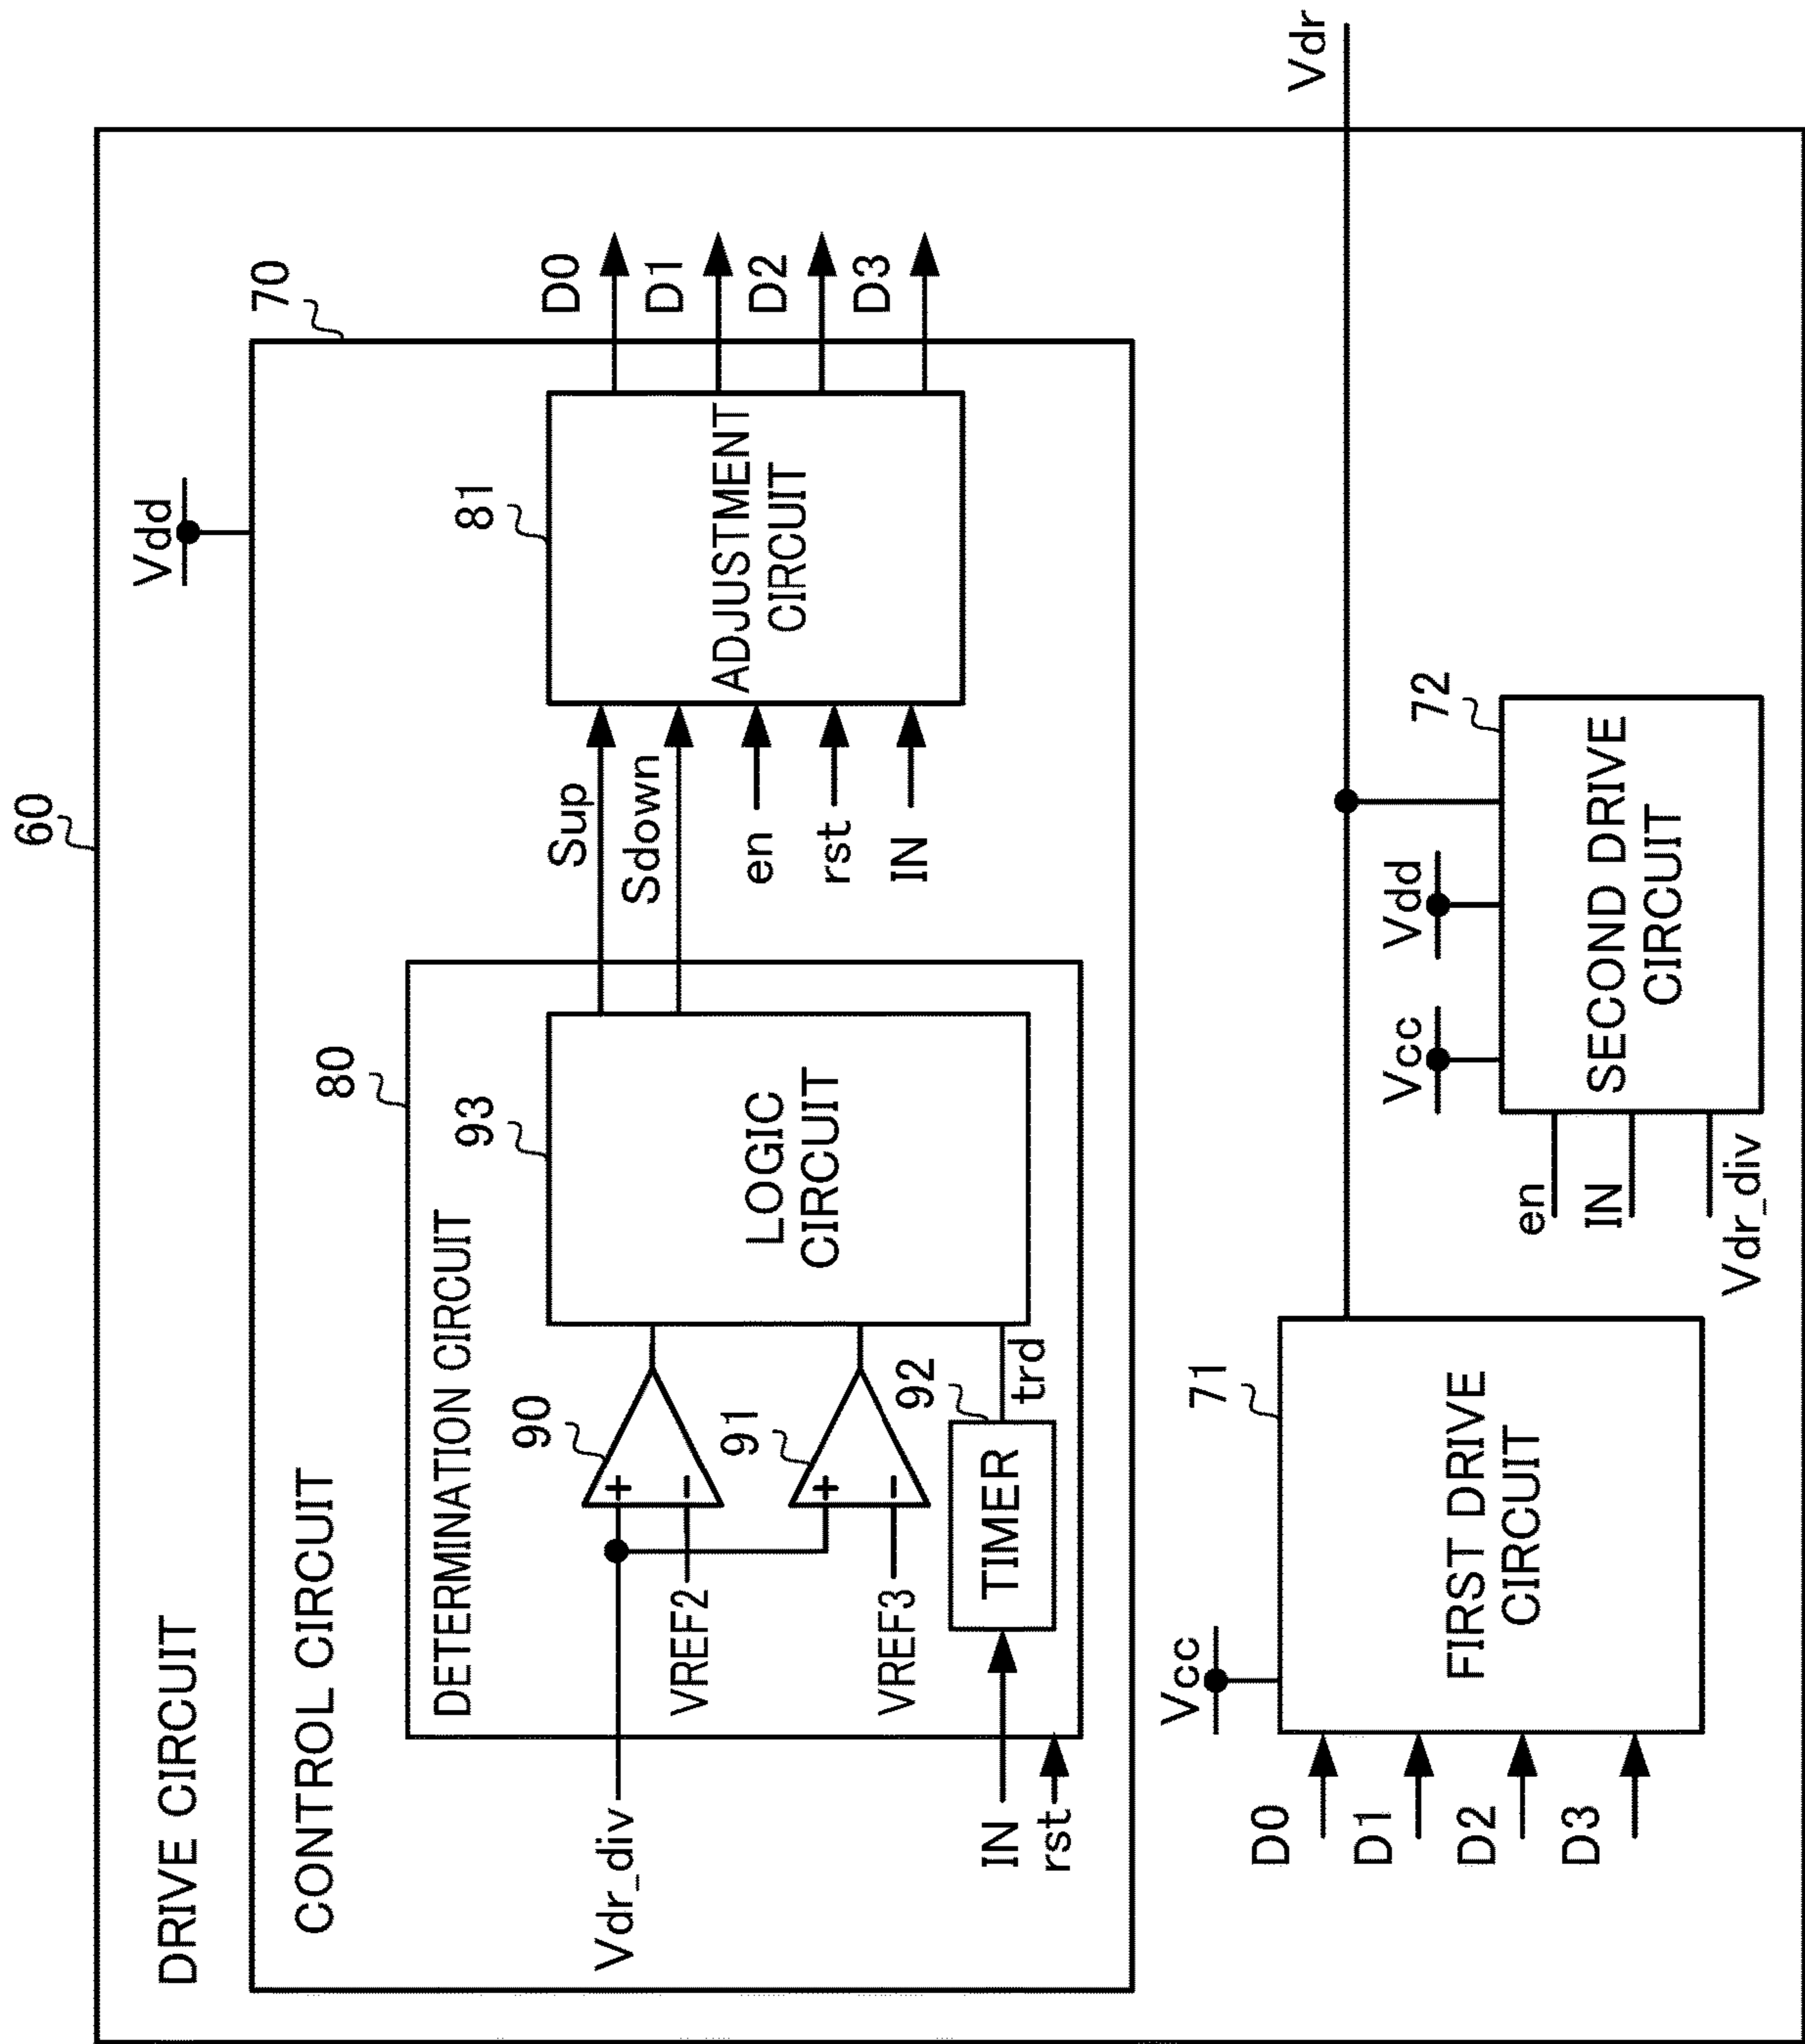 60
DRIVE CIRCUIT
Vdd
CONTROL CIRCUIT
70
80
DETERMINATION CIRCUIT
93
LOGIC
CIRCUIT
90
+
-
91
+
-
92
TIMER
trd
Vdr_div
VREF2
VREF3
IN
rst
Sup
Sdown
en
rst
IN
81
ADJUSTMENT
CIRCUIT
D0
D1
D2
D3
Vcc
71
FIRST DRIVE
CIRCUIT
D0
D1
D2
D3
Vcc
Vdd
72
SECOND DRIVE
CIRCUIT
en
IN
Vdr_div
Vdr